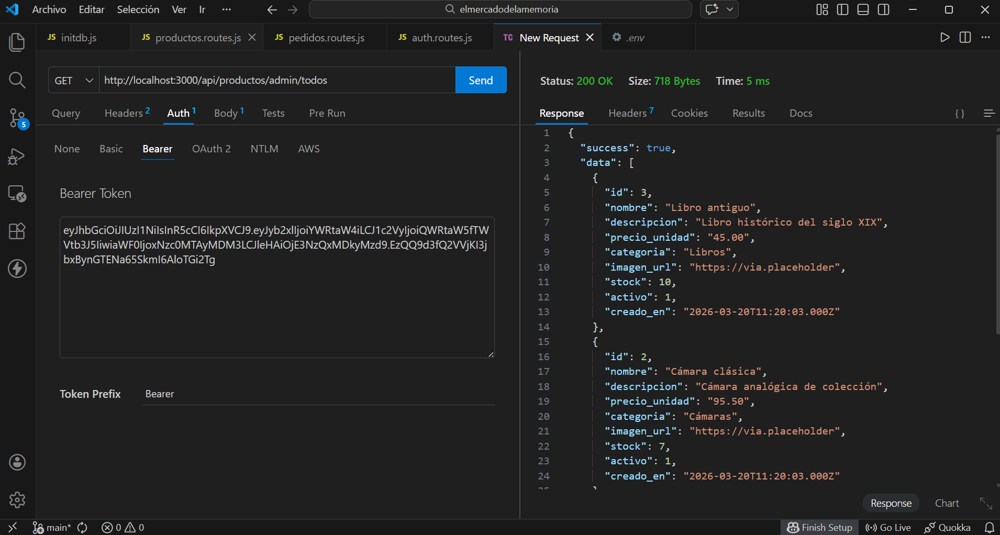 Archivo Editar Selección Ver Ir ··· elmercadodelamemoria
JS initdb.js JS productos.routes.js JS pedidos.routes.js JS auth.routes.js TC New Request .env
GET http://localhost:3000/api/productos/admin/todos Send
Query Headers 2 Auth 1 Body 1 Tests Pre Run
None Basic Bearer OAuth 2 NTLM AWS
Bearer Token
eyJhbGciOiJIUzI1NiIsInR5cCI6IkpXVCJ9.eyJyb2xlIjoiYWRtaW4iLCJ1c2VyIjoiQWRtaW5fTW
Vtb3J5IiwiaWF0IjoxNzc0MTAyMDM3LCJleHAiOjE3NzQxMDkyMzd9.EzQQ9d3fQ2VVjKI3j
bxBynGTENa65SkmI6AloTGi2Tg
Token Prefix Bearer
5
Status: 200 OK Size: 718 Bytes Time: 5 ms
Response Headers 7 Cookies Results Docs { }
1 {
2 "success": true,
3 "data": [
4 {
5 "id": 3,
6 "nombre": "Libro antiguo",
7 "descripcion": "Libro histórico del siglo XIX",
8 "precio_unidad": "45.00",
9 "categoria": "Libros",
10 "imagen_url": "https://via.placeholder",
11 "stock": 10,
12 "activo": 1,
13 "creado_en": "2026-03-20T11:20:03.000Z"
14 },
15 {
16 "id": 2,
17 "nombre": "Cámara clásica",
18 "descripcion": "Cámara analógica de colección",
19 "precio_unidad": "95.50",
20 "categoria": "Cámaras",
21 "imagen_url": "https://via.placeholder",
22 "stock": 7,
23 "activo": 1,
24 "creado_en": "2026-03-20T11:20:03.000Z"
Response Chart
main* 0 0 Finish Setup Go Live Quokka